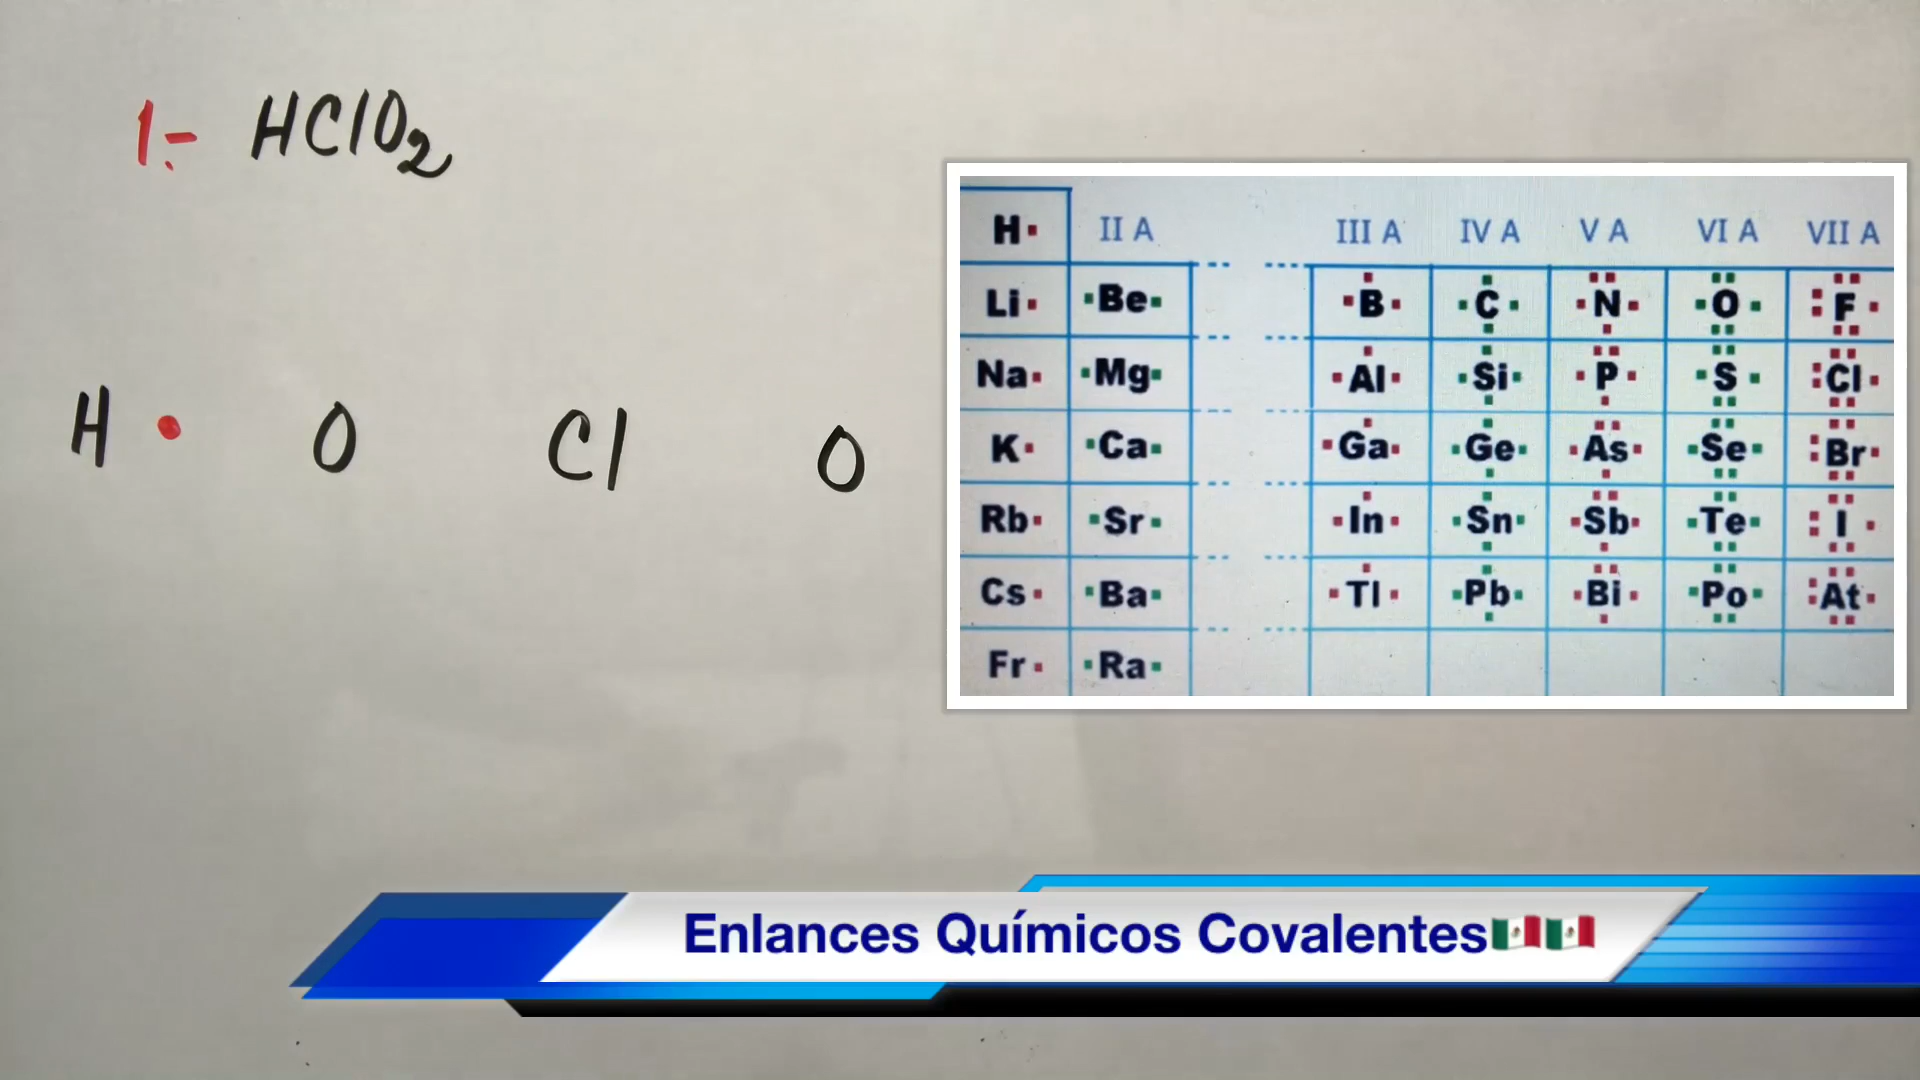 1.- HClO2
H · O Cl O
H· II A III A IV A V A VI A VII A
Li Be B C N O F
Na Mg Al Si P S Cl
K Ca Ga Ge As Se Br
Rb Sr In Sn Sb Te I
Cs Ba Tl Pb Bi Po At
Fr Ra
Enlances Químicos Covalentes🇲🇽🇲🇽